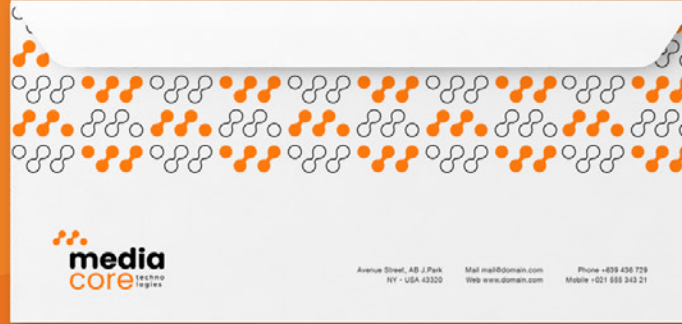 media
core techno
logies
Avenue Street, AB J.Park
NY - USA 43320
Mail mail@domain.com
Web www.domain.com
Phone +639 436 729
Mobile +021 555 343 21